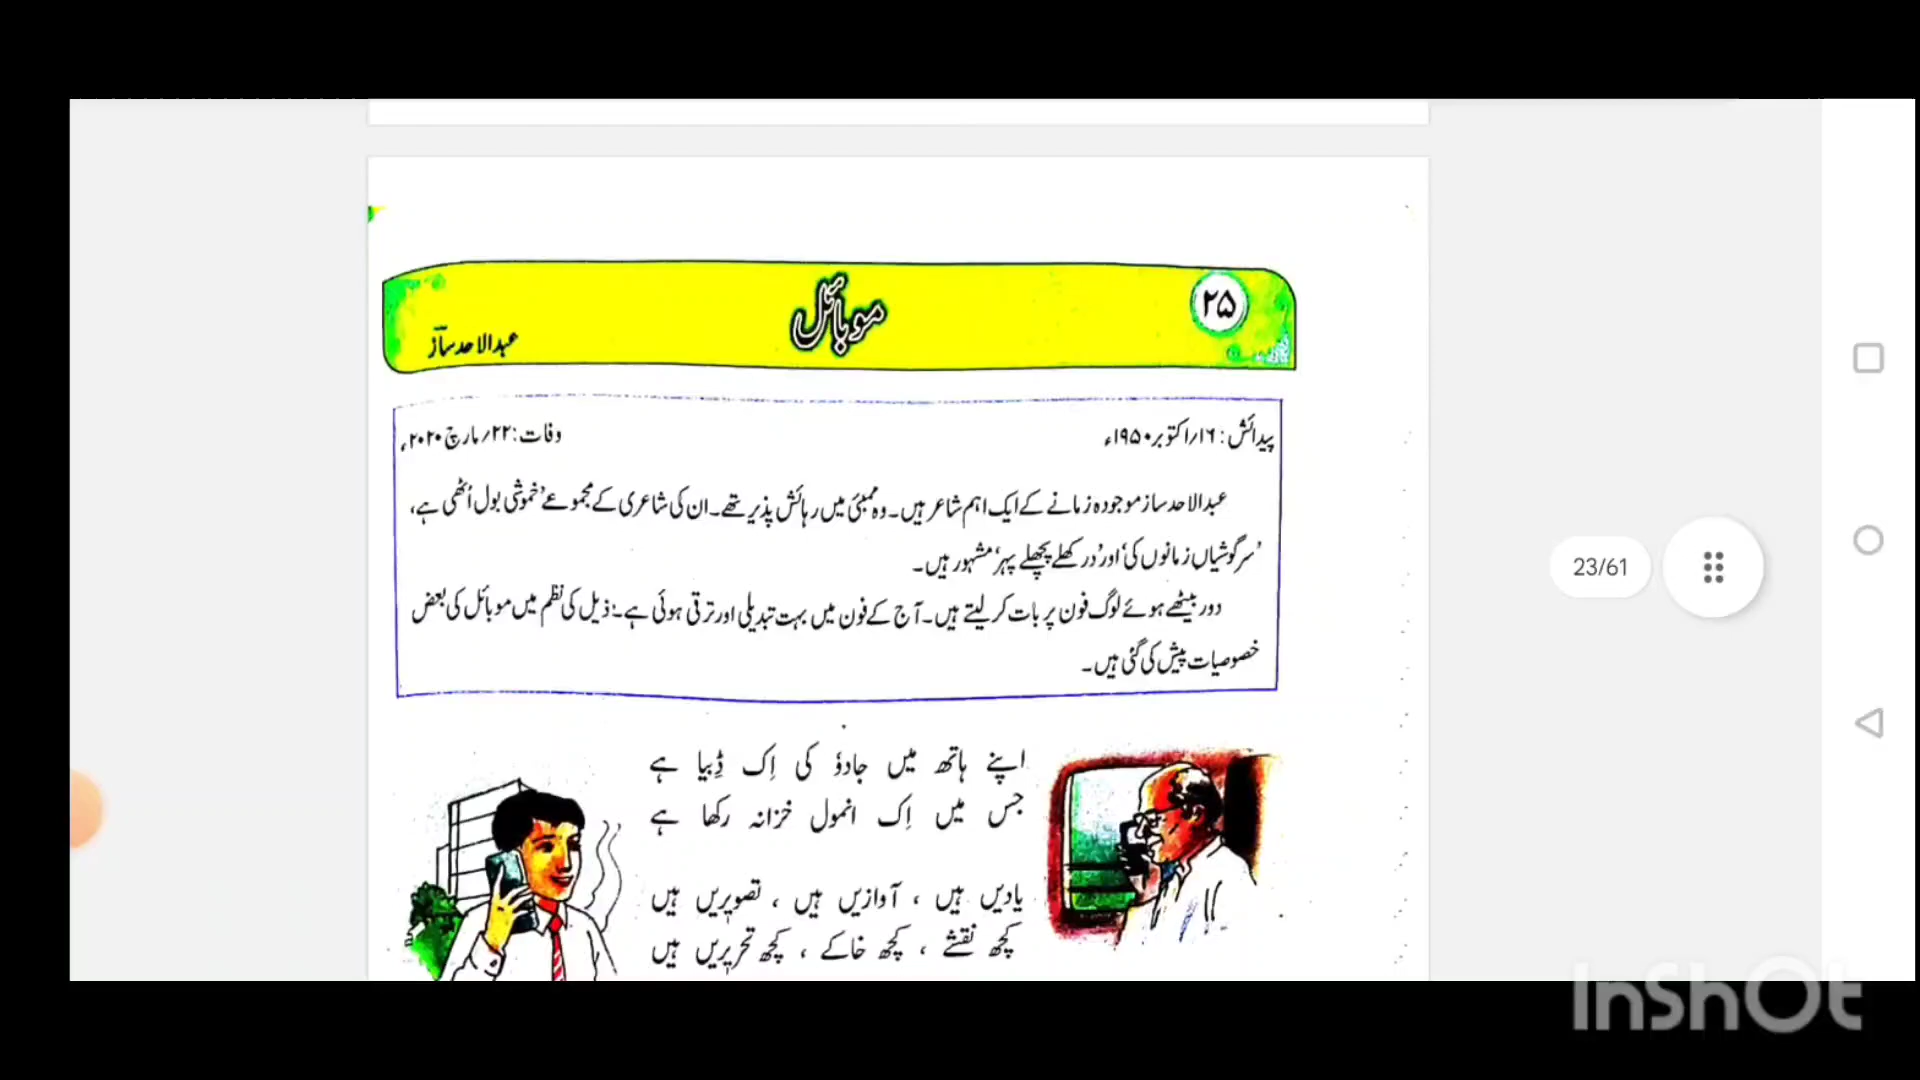 ۲۵
موبائل
عبدالاحد سازؔ
پیدائش : ۱۶/اکتوبر ۱۹۵۰ء
وفات : ۲۲/مارچ ۲۰۲۰ء
عبدالاحد ساز موجودہ زمانے کے ایک اہم شاعر ہیں۔ وہ ممبئی میں رہائش پذیر تھے۔ ان کی شاعری کے مجموعے 'خموشی بول اُٹھی ہے،
'سرگوشیاں زمانوں کی' اور 'در کھلے پچھلے پہر' مشہور ہیں۔
دور بیٹھے ہوئے لوگ فون پر بات کر لیتے ہیں۔ آج کے فون میں بہت تبدیلی اور ترقی ہوئی ہے۔ ذیل کی نظم میں موبائل کی بعض
خصوصیات پیش کی گئی ہیں۔
اپنے ہاتھ میں جادوٗ کی اِک ڈِبیا ہے
جس میں اِک انمول خزانہ رکھا ہے
یادیں ہیں ، آوازیں ہیں ، تصویریں ہیں
کچھ نقشے ، کچھ خاکے ، کچھ تحریریں ہیں
23/61
InShOt